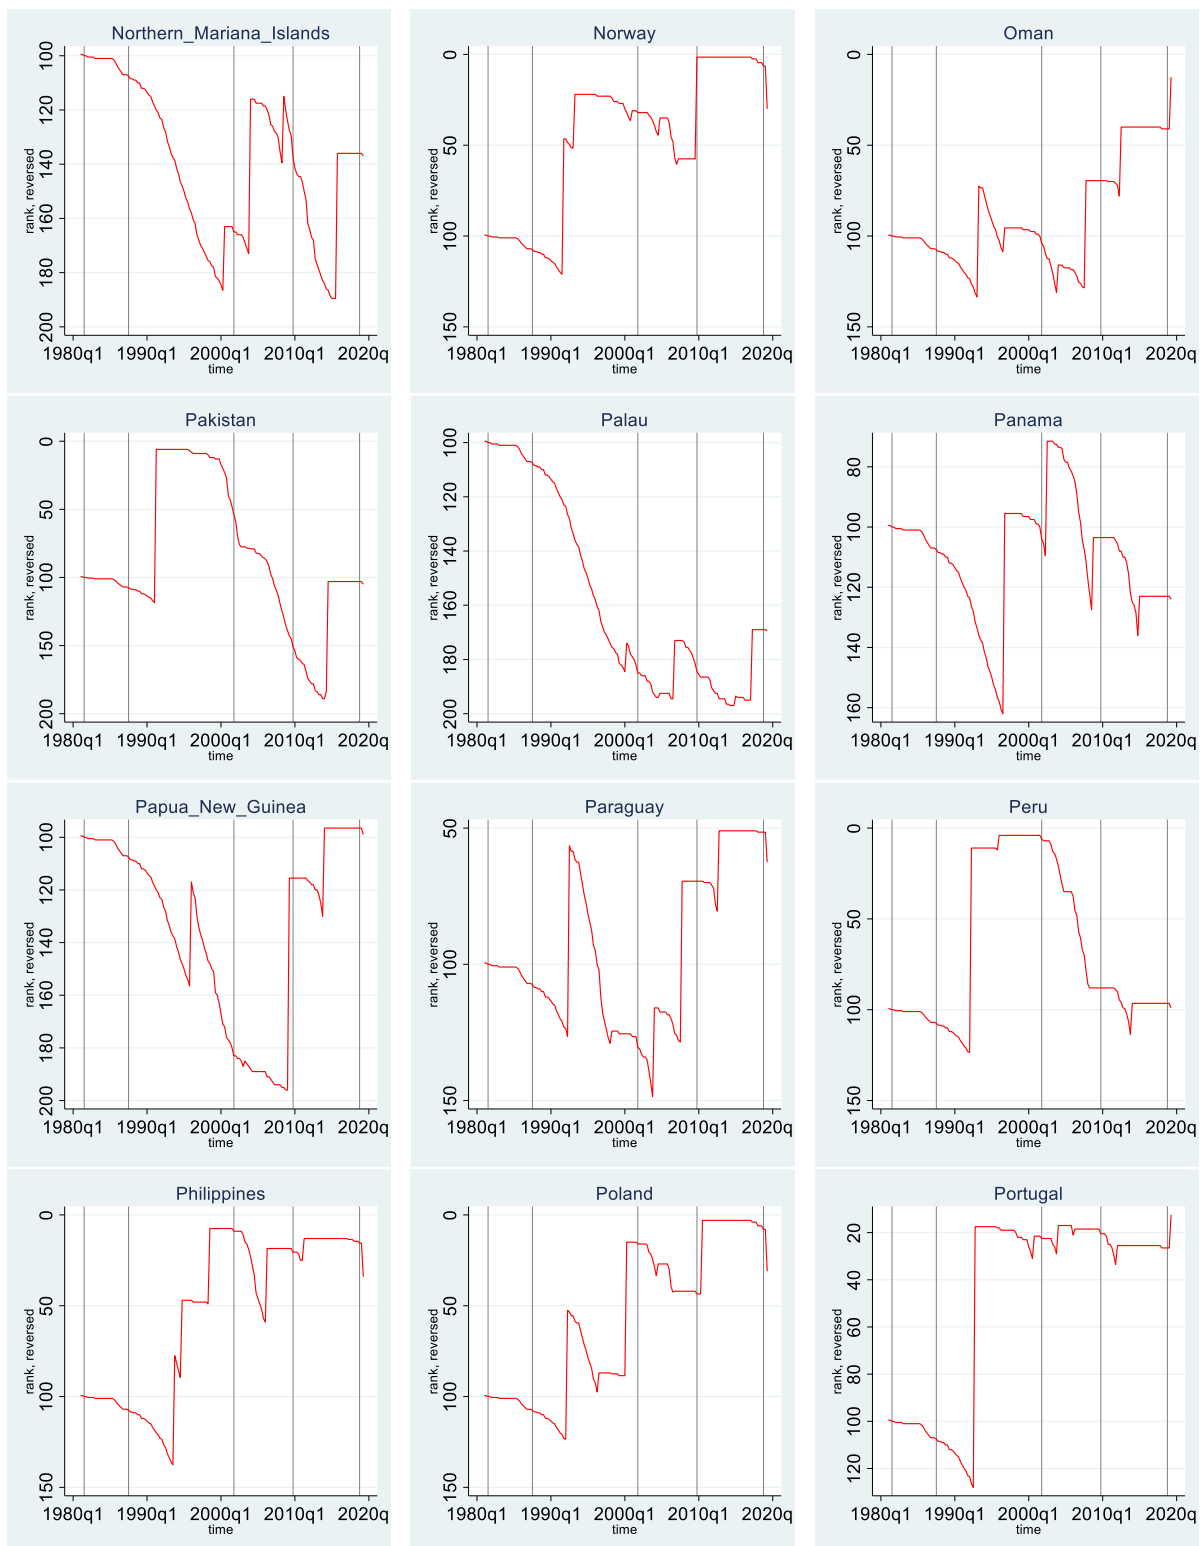 Northern_Mariana_Islands
rank, reversed
100
120
140
160
180
200
1980q1 1990q1 2000q1 2010q1 2020q
time
Norway
rank, reversed
0
50
100
150
1980q1 1990q1 2000q1 2010q1 2020q
time
Oman
rank, reversed
0
50
100
150
1980q1 1990q1 2000q1 2010q1 2020q
time
Pakistan
rank, reversed
0
50
100
150
200
1980q1 1990q1 2000q1 2010q1 2020q
time
Palau
rank, reversed
100
120
140
160
180
200
1980q1 1990q1 2000q1 2010q1 2020q
time
Panama
rank, reversed
80
100
120
140
160
1980q1 1990q1 2000q1 2010q1 2020q
time
Papua_New_Guinea
rank, reversed
100
120
140
160
180
200
1980q1 1990q1 2000q1 2010q1 2020q
time
Paraguay
rank, reversed
50
100
150
1980q1 1990q1 2000q1 2010q1 2020q
time
Peru
rank, reversed
0
50
100
150
1980q1 1990q1 2000q1 2010q1 2020q
time
Philippines
rank, reversed
0
50
100
150
1980q1 1990q1 2000q1 2010q1 2020q
time
Poland
rank, reversed
0
50
100
150
1980q1 1990q1 2000q1 2010q1 2020q
time
Portugal
rank, reversed
20
40
60
80
100
120
1980q1 1990q1 2000q1 2010q1 2020q
time